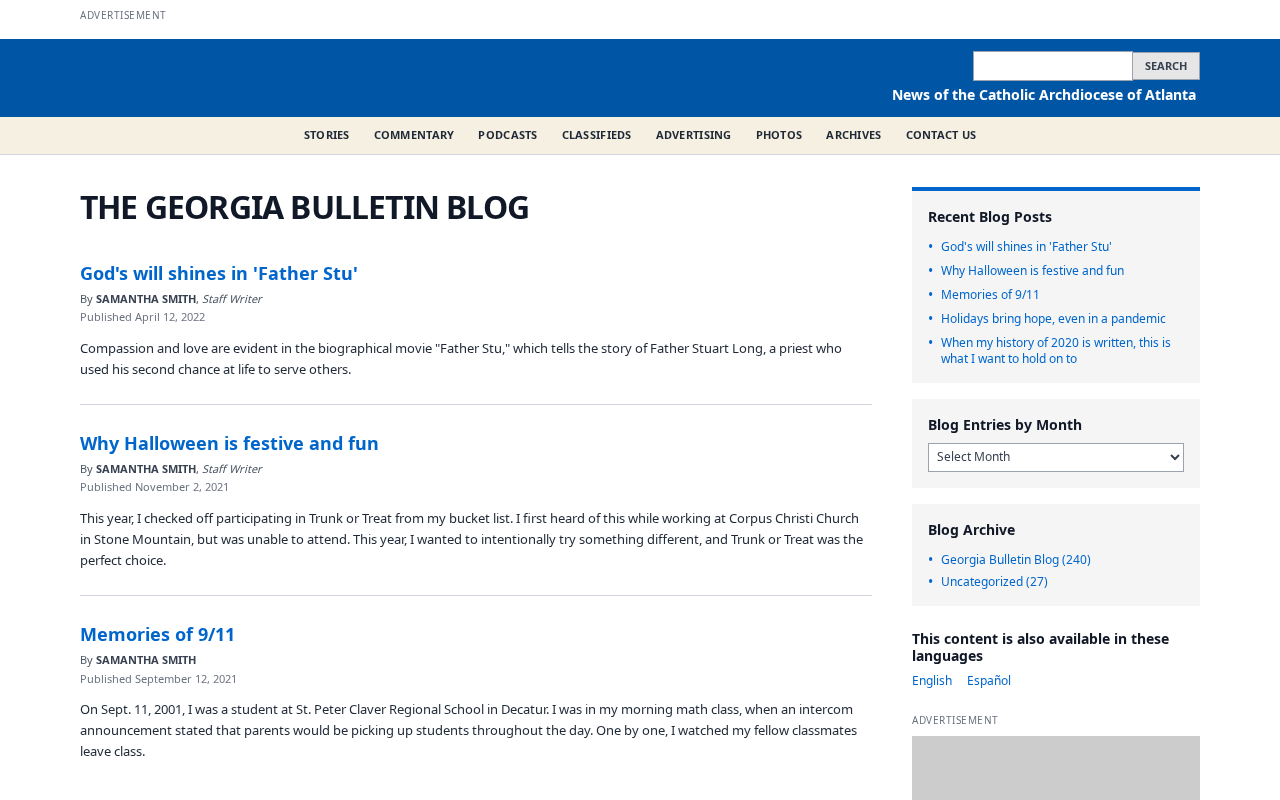 ADVERTISEMENT
SEARCH
News of the Catholic Archdiocese of Atlanta
STORIES COMMENTARY PODCASTS CLASSIFIEDS ADVERTISING PHOTOS ARCHIVES CONTACT US
THE GEORGIA BULLETIN BLOG
God's will shines in 'Father Stu'
By SAMANTHA SMITH, Staff Writer
Published April 12, 2022
Compassion and love are evident in the biographical movie "Father Stu," which tells the story of Father Stuart Long, a priest who
used his second chance at life to serve others.
Why Halloween is festive and fun
By SAMANTHA SMITH, Staff Writer
Published November 2, 2021
This year, I checked off participating in Trunk or Treat from my bucket list. I first heard of this while working at Corpus Christi Church
in Stone Mountain, but was unable to attend. This year, I wanted to intentionally try something different, and Trunk or Treat was the
perfect choice.
Memories of 9/11
By SAMANTHA SMITH
Published September 12, 2021
On Sept. 11, 2001, I was a student at St. Peter Claver Regional School in Decatur. I was in my morning math class, when an intercom
announcement stated that parents would be picking up students throughout the day. One by one, I watched my fellow classmates
leave class.
Recent Blog Posts
• God's will shines in 'Father Stu'
• Why Halloween is festive and fun
• Memories of 9/11
• Holidays bring hope, even in a pandemic
• When my history of 2020 is written, this is
what I want to hold on to
Blog Entries by Month
Select Month
Blog Archive
• Georgia Bulletin Blog (240)
• Uncategorized (27)
This content is also available in these
languages
English Español
ADVERTISEMENT